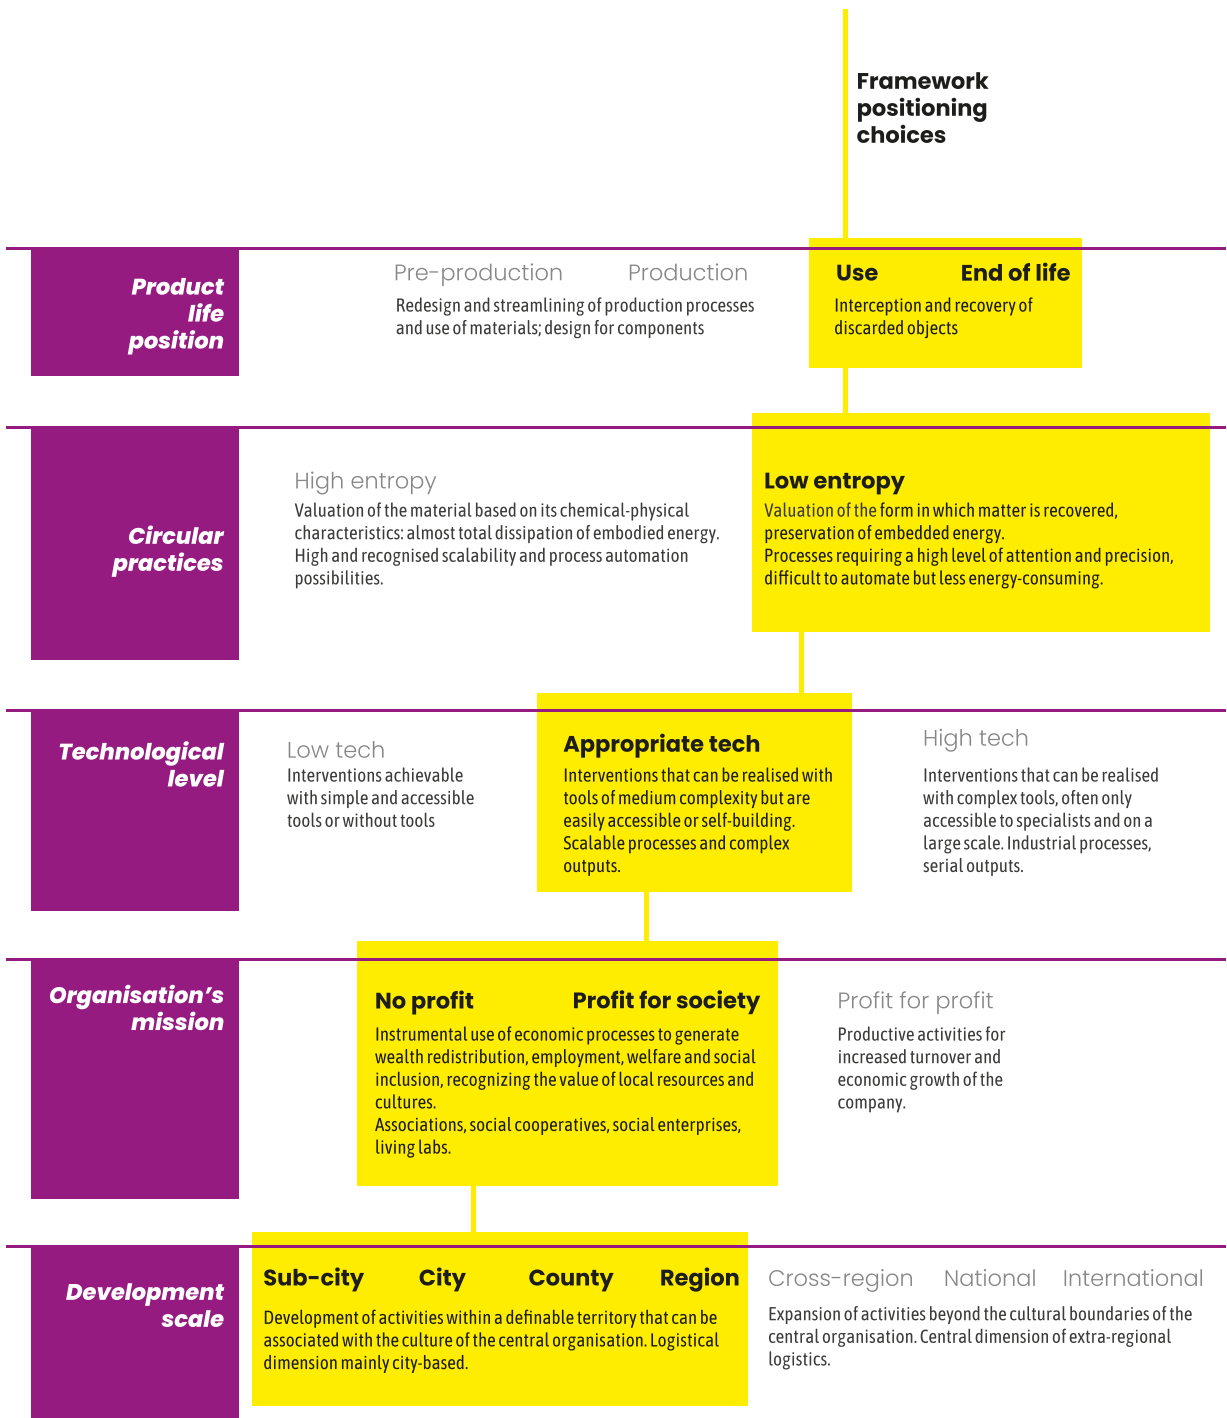 Framework
positioning
choices
Product
life
position
Pre-production
Production
Redesign and streamlining of production processes
and use of materials; design for components
Use
End of life
Interception and recovery of
discarded objects
Circular
practices
High entropy
Valuation of the material based on its chemical-physical
characteristics: almost total dissipation of embodied energy.
High and recognised scalability and process automation
possibilities.
Low entropy
Valuation of the form in which matter is recovered,
preservation of embedded energy.
Processes requiring a high level of attention and precision,
difficult to automate but less energy-consuming.
Technological
level
Low tech
Interventions achievable
with simple and accessible
tools or without tools
Appropriate tech
Interventions that can be realised with
tools of medium complexity but are
easily accessible or self-building.
Scalable processes and complex
outputs.
High tech
Interventions that can be realised
with complex tools, often only
accessible to specialists and on a
large scale. Industrial processes,
serial outputs.
Organisation's
mission
No profit
Profit for society
Instrumental use of economic processes to generate
wealth redistribution, employment, welfare and social
inclusion, recognizing the value of local resources and
cultures.
Associations, social cooperatives, social enterprises,
living labs.
Profit for profit
Productive activities for
increased turnover and
economic growth of the
company.
Development
scale
Sub-city
City
County
Region
Development of activities within a definable territory that can be
associated with the culture of the central organisation. Logistical
dimension mainly city-based.
Cross-region
National
International
Expansion of activities beyond the cultural boundaries of the
central organisation. Central dimension of extra-regional
logistics.